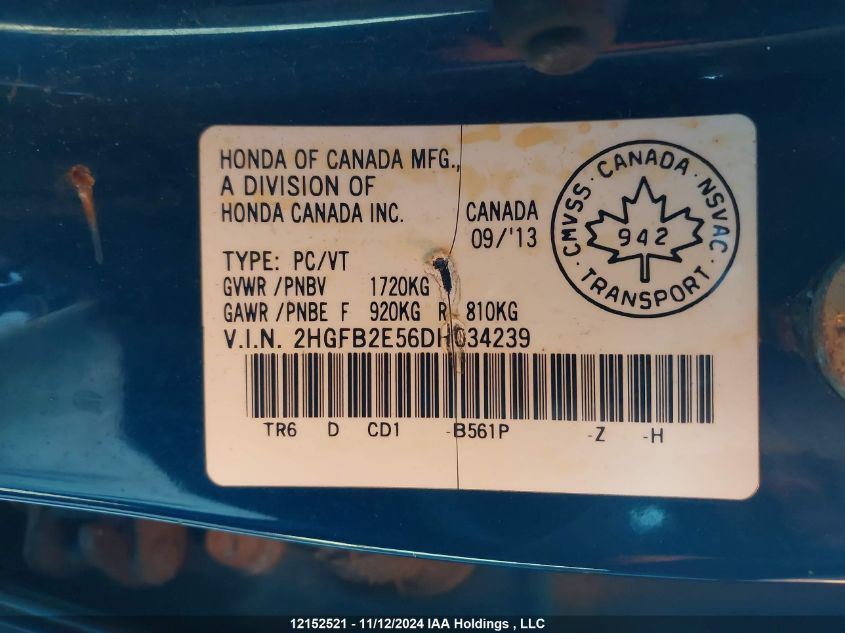 HONDA OF CANADA MFG.,
A DIVISION OF
HONDA CANADA INC.
CANADA
09/'13
CMVSS · CANADA · NSVAC · TRANSPORT ·
942
TYPE: PC/VT
GVWR /PNBV 1720KG
GAWR /PNBE F 920KG R 810KG
V.I.N. 2HGFB2E56DH034239
TR6 D CD1 -B561P -Z -H
12152521 - 11/12/2024 IAA Holdings , LLC